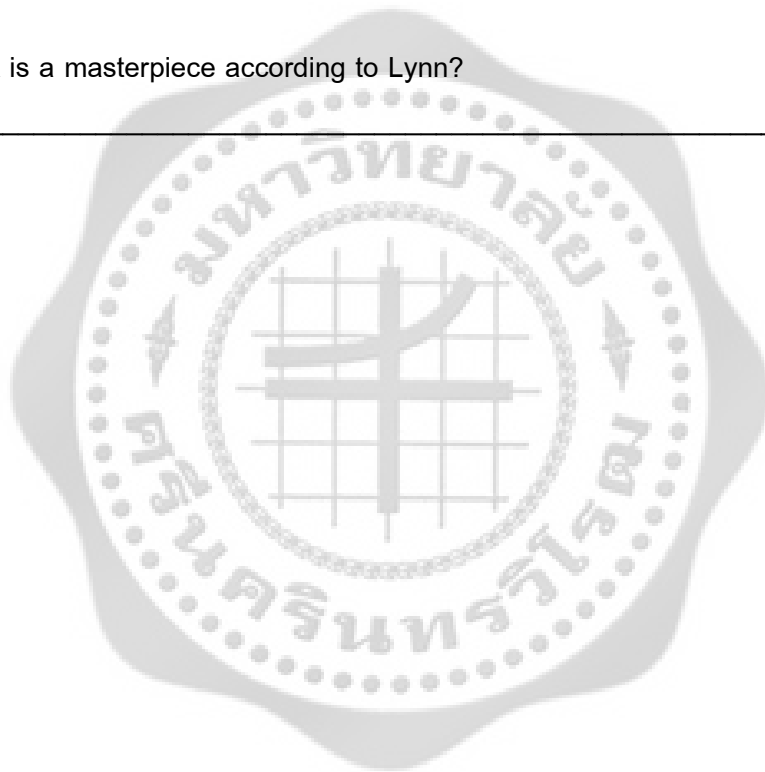 is a masterpiece according to Lynn?
มหาวิทยาลัย
ศรีนครินทรวิโรฒ